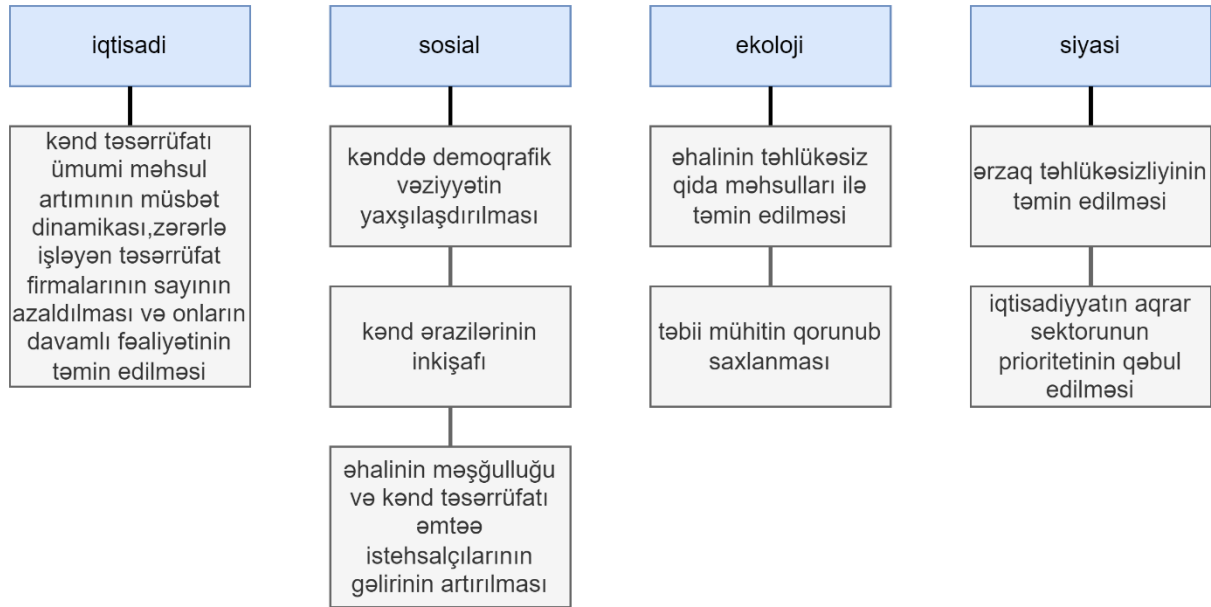 iqtisadi
kənd təsərrüfatı
ümumi məhsul
artımının müsbət
dinamikası,zərərlə
işləyən təsərrüfat
firmalarının sayının
azaldılması və onların
davamlı fəaliyətinin
təmin edilməsi
sosial
kənddə demoqrafik
vəziyyətin
yaxşılaşdırılması
kənd ərazilərinin
inkişafı
əhalinin məşğulluğu
və kənd təsərrüfatı
əmtəə
istehsalçılarının
gəlirinin artırılması
ekoloji
əhalinin təhlükəsiz
qida məhsulları ilə
təmin edilməsi
təbii mühitin qorunub
saxlanması
siyasi
ərzaq təhlükəsizliyinin
təmin edilməsi
iqtisadiyyatın aqrar
sektorunun
prioritetinin qəbul
edilməsi